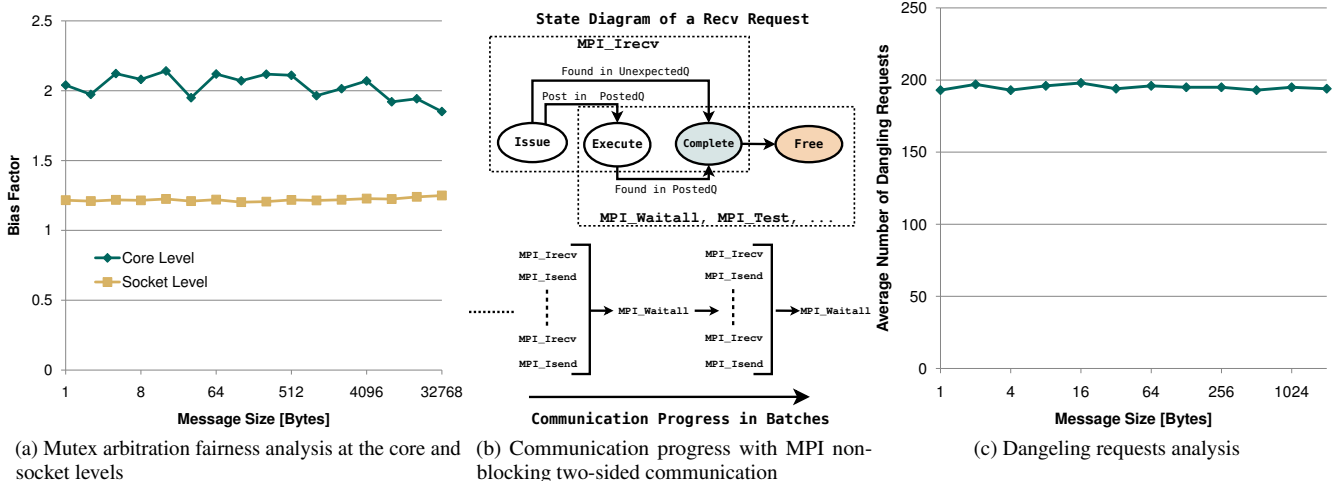 2.5
2
1.5
1
0.5
0
Bias Factor
Core Level
Socket Level
1 8 64 512 4096 32768
Message Size [Bytes]
(a) Mutex arbitration fairness analysis at the core and
socket levels
State Diagram of a Recv Request
MPI_Irecv
Found in UnexpectedQ
Post in PostedQ
Issue Execute Complete Free
Found in PostedQ
MPI_Waitall, MPI_Test, ...
MPI_Irecv MPI_Irecv
MPI_Isend MPI_Isend
MPI_Waitall MPI_Waitall
MPI_Irecv MPI_Irecv
MPI_Isend MPI_Isend
Communication Progress in Batches
(b) Communication progress with MPI non-
blocking two-sided communication
250
200
150
100
50
0
Average Number of Dangling Requests
1 4 16 64 256 1024
Message Size [Bytes]
(c) Dangeling requests analysis